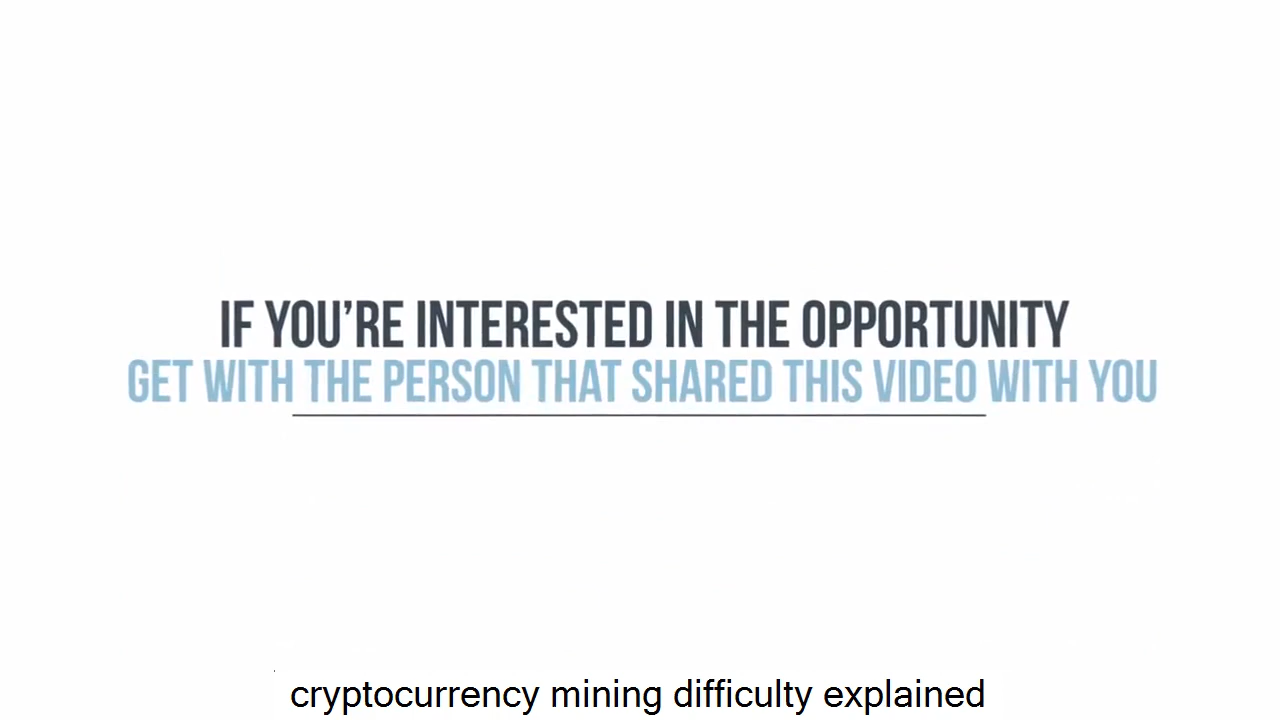 IF YOU’RE INTERESTED IN THE OPPORTUNITY
GET WITH THE PERSON THAT SHARED THIS VIDEO WITH YOU
cryptocurrency mining difficulty explained